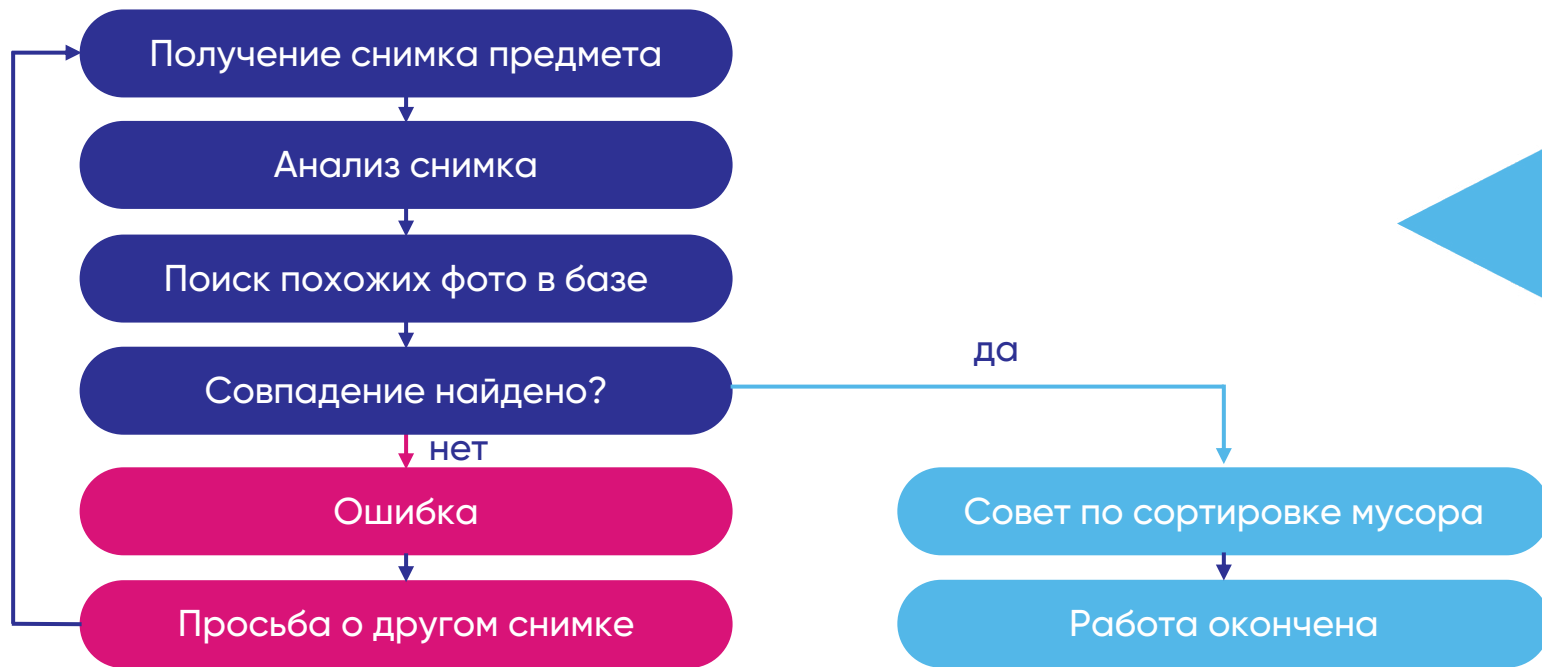 Получение снимка предмета
Анализ снимка
Поиск похожих фото в базе
Совпадение найдено?
да
нет
Ошибка
Просьба о другом снимке
Совет по сортировке мусора
Работа окончена